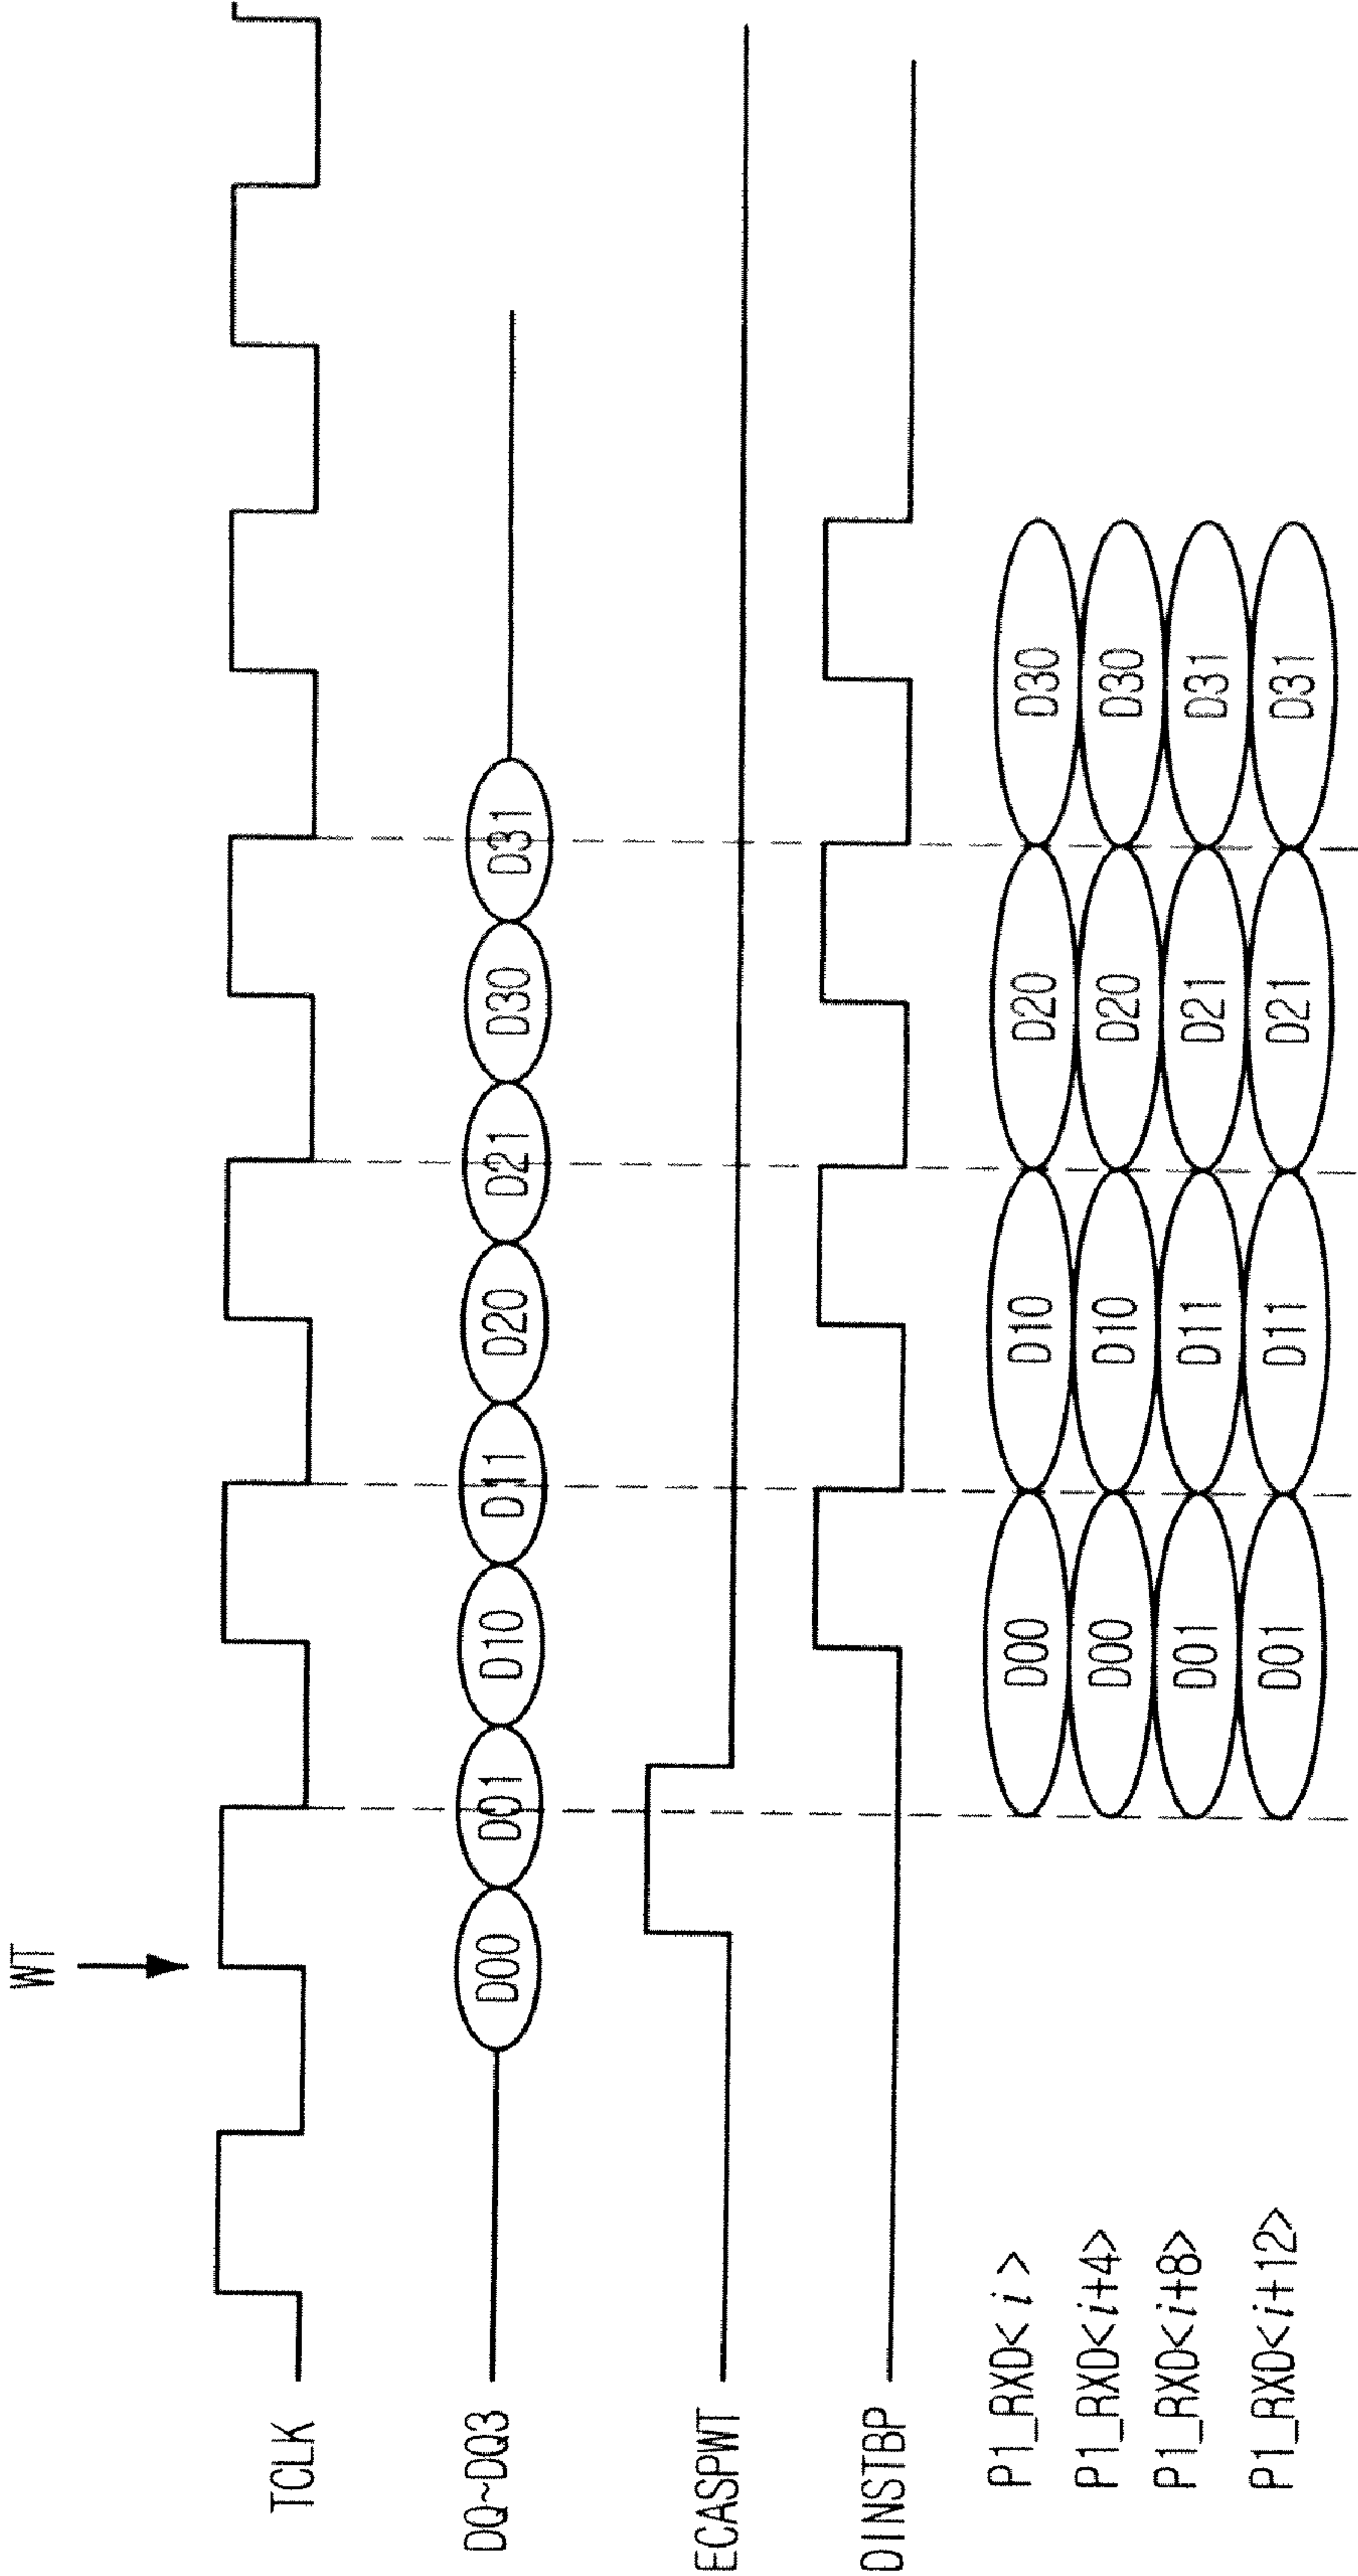 WT
TCLK
DQ~DQ3 D00 D01 D10 D11 D20 D21 D30 D31
ECASPWT
DINSTBP
P1_RXD<i> D00 D10 D20 D30
P1_RXD<i+4> D00 D10 D20 D30
P1_RXD<i+8> D01 D11 D21 D31
P1_RXD<i+12> D01 D11 D21 D31